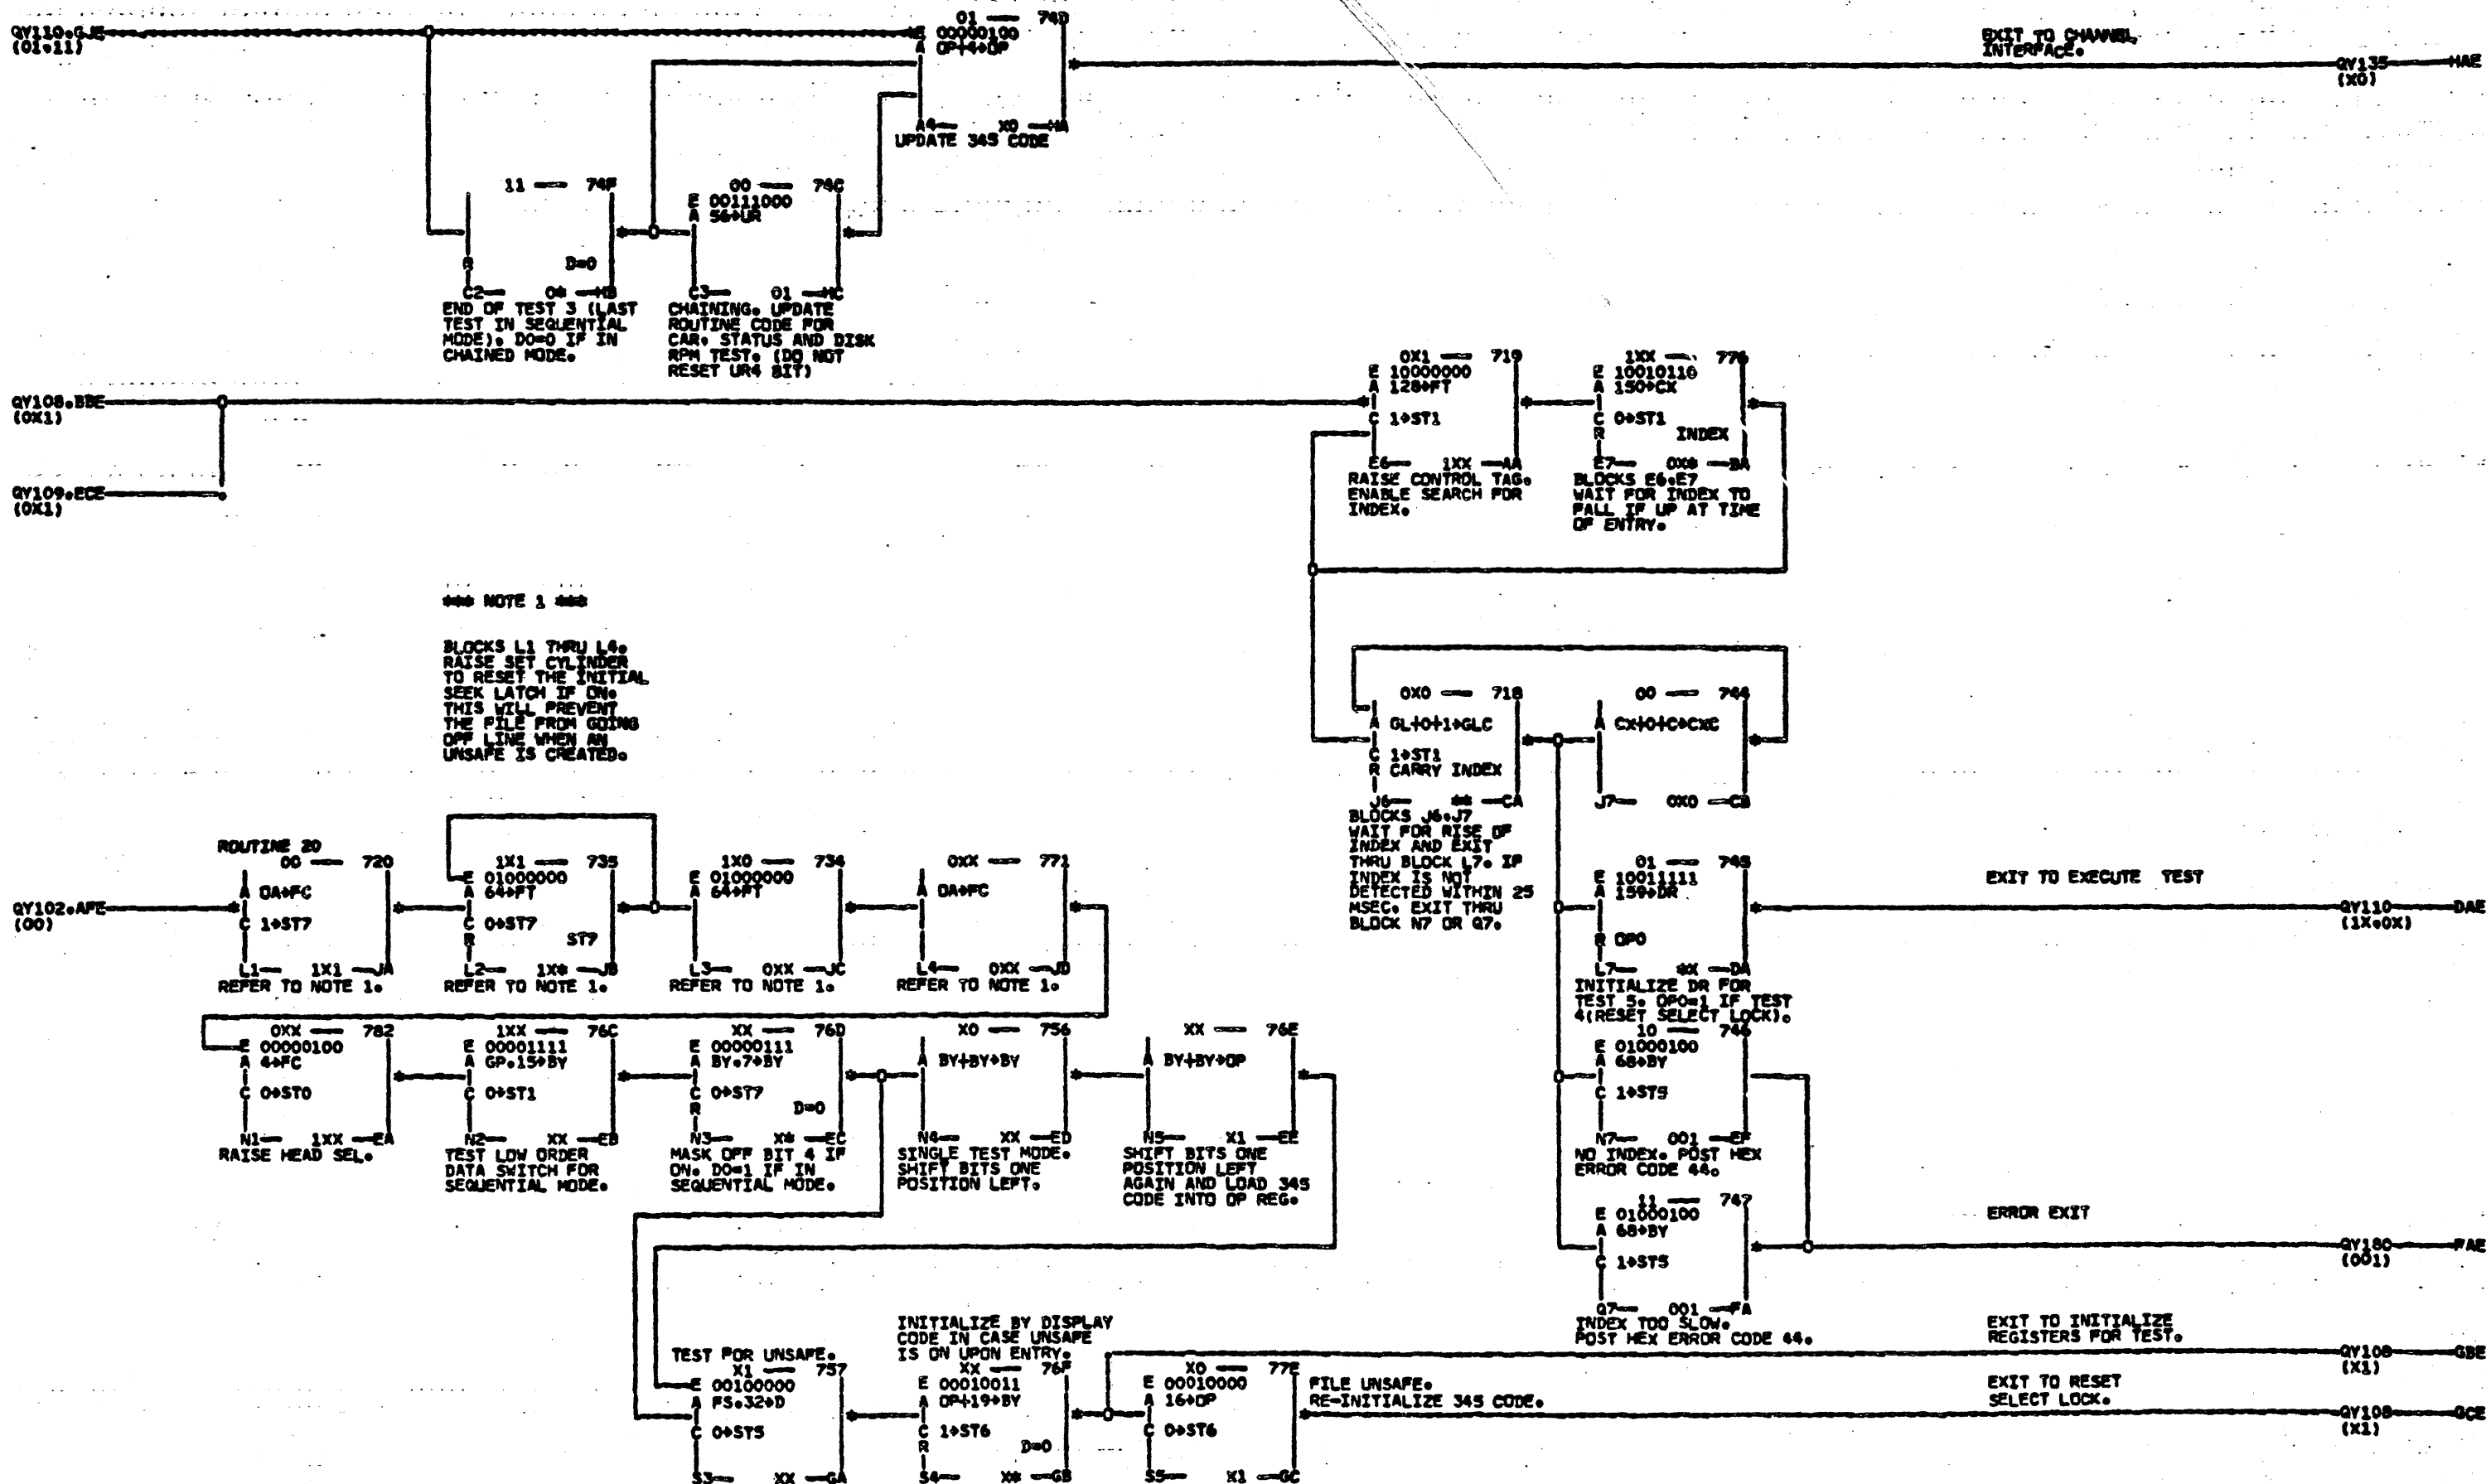 01 — 74D
QY110.GJE
(01.11)
E 00000100
A OP+4→OP
A4— X0 —HA
UPDATE 345 CODE
EXIT TO CHANNEL
INTERFACE.
QY135 HAE
(X0)
11 — 74F
R D=0
C2— 0* —HB
END OF TEST 3 (LAST
TEST IN SEQUENTIAL
MODE). DO=0 IF IN
CHAINED MODE.
00 — 74C
E 00111000
A 56→UR
C3— 01 —HC
CHAINING. UPDATE
ROUTINE CODE FOR
CAR. STATUS AND DISK
RPM TEST. (DO NOT
RESET UR4 BIT)
QY108.BBE
(0X1)
QY109.ECE
(0X1)
0X1 — 719
E 10000000
A 128→FT
C 1→ST1
E6— 1XX —AA
RAISE CONTROL TAG.
ENABLE SEARCH FOR
INDEX.
1XX — 776
E 10010110
A 150→CX
C 0→ST1
R INDEX
E7— 0X* —BA
BLOCKS E6.E7
WAIT FOR INDEX TO
FALL IF UP AT TIME
OF ENTRY.
*** NOTE 1 ***
BLOCKS L1 THRU L4.
RAISE SET CYLINDER
TO RESET THE INITIAL
SEEK LATCH IF ON.
THIS WILL PREVENT
THE FILE FROM GOING
OFF LINE WHEN AN
UNSAFE IS CREATED.
0X0 — 718
A GL+0+1→GLC
C 1→ST1
R CARRY INDEX
J6— ** —CA
BLOCKS J6.J7
WAIT FOR RISE OF
INDEX AND EXIT
THRU BLOCK L7. IF
INDEX IS NOT
DETECTED WITHIN 25
MSEC. EXIT THRU
BLOCK N7 OR Q7.
00 — 744
A CX+0+C→CXC
J7— 0X0 —CB
QY102.AFE
(00)
ROUTINE 20
00 — 720
A 0A→FC
C 1→ST7
L1— 1X1 —JA
REFER TO NOTE 1.
1X1 — 735
E 01000000
A 64→FT
C 0→ST7
R ST7
L2— 1X* —JB
REFER TO NOTE 1.
1X0 — 734
E 01000000
A 64→FT
L3— 0XX —JC
REFER TO NOTE 1.
0XX — 771
A 0A→FC
L4— 0XX —JD
REFER TO NOTE 1.
01 — 745
E 10011111
A 159→DR
R OP0
L7— *X —DA
INITIALIZE DR FOR
TEST 5. OPO=1 IF TEST
4(RESET SELECT LOCK).
EXIT TO EXECUTE TEST
QY110 DAE
(1X.0X)
0XX — 782
E 00000100
A 4→FC
C 0→ST0
N1— 1XX —EA
RAISE HEAD SEL.
1XX — 76C
E 00001111
A GP.15→BY
C 0→ST1
N2— XX —EB
TEST LOW ORDER
DATA SWITCH FOR
SEQUENTIAL MODE.
XX — 76D
E 00000111
A BY.7→BY
C 0→ST7
R D=0
N3— X* —EC
MASK OFF BIT 4 IF
ON. DO=1 IF IN
SEQUENTIAL MODE.
X0 — 756
A BY+BY→BY
N4— XX —ED
SINGLE TEST MODE.
SHIFT BITS ONE
POSITION LEFT.
XX — 76E
A BY+BY→OP
N5— X1 —EE
SHIFT BITS ONE
POSITION LEFT
AGAIN AND LOAD 345
CODE INTO OP REG.
10 — 746
E 01000100
A 68→BY
C 1→ST5
N7— 001 —EF
NO INDEX. POST HEX
ERROR CODE 44.
11 — 747
E 01000100
A 68→BY
C 1→ST5
Q7— 001 —FA
INDEX TOO SLOW.
POST HEX ERROR CODE 44.
ERROR EXIT
QY180 FAE
(001)
TEST FOR UNSAFE.
X1 — 757
E 00100000
A FS.32→D
C 0→ST5
S3— XX —GA
INITIALIZE BY DISPLAY
CODE IN CASE UNSAFE
IS ON UPON ENTRY.
XX — 76F
E 00010011
A OP+19→BY
C 1→ST6
R D=0
S4— X* —GB
X0 — 77E
E 00010000
A 16→OP
C 0→ST6
S5— X1 —GC
FILE UNSAFE.
RE-INITIALIZE 345 CODE.
EXIT TO INITIALIZE
REGISTERS FOR TEST.
QY108 GBE
(X1)
EXIT TO RESET
SELECT LOCK.
QY108 GCE
(X1)